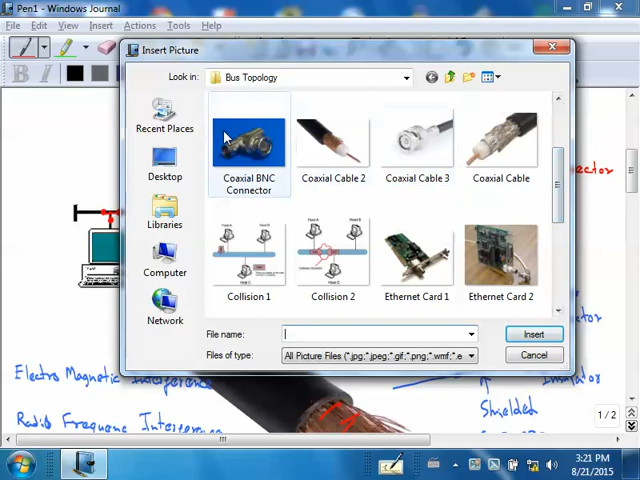 Pen1 - Windows Journal
File Edit View Insert Actions Tools Help
Insert Picture
B I
Look in: Bus Topology
Recent Places
Desktop
Libraries
Computer
Network
Coaxial BNC
Connector
Coaxial Cable 2
Coaxial Cable 3
Coaxial Cable
Collision 1
Collision 2
Ethernet Card 1
Ethernet Card 2
File name:
Insert
Files of type: All Picture Files (*.jpg;*.jpeg;*.gif;*.png;*.wmf;*.e
Cancel
Electro Magnetic Interference
Radio Frequenc Interference
Shielded
1 / 2
3:21 PM
8/21/2015